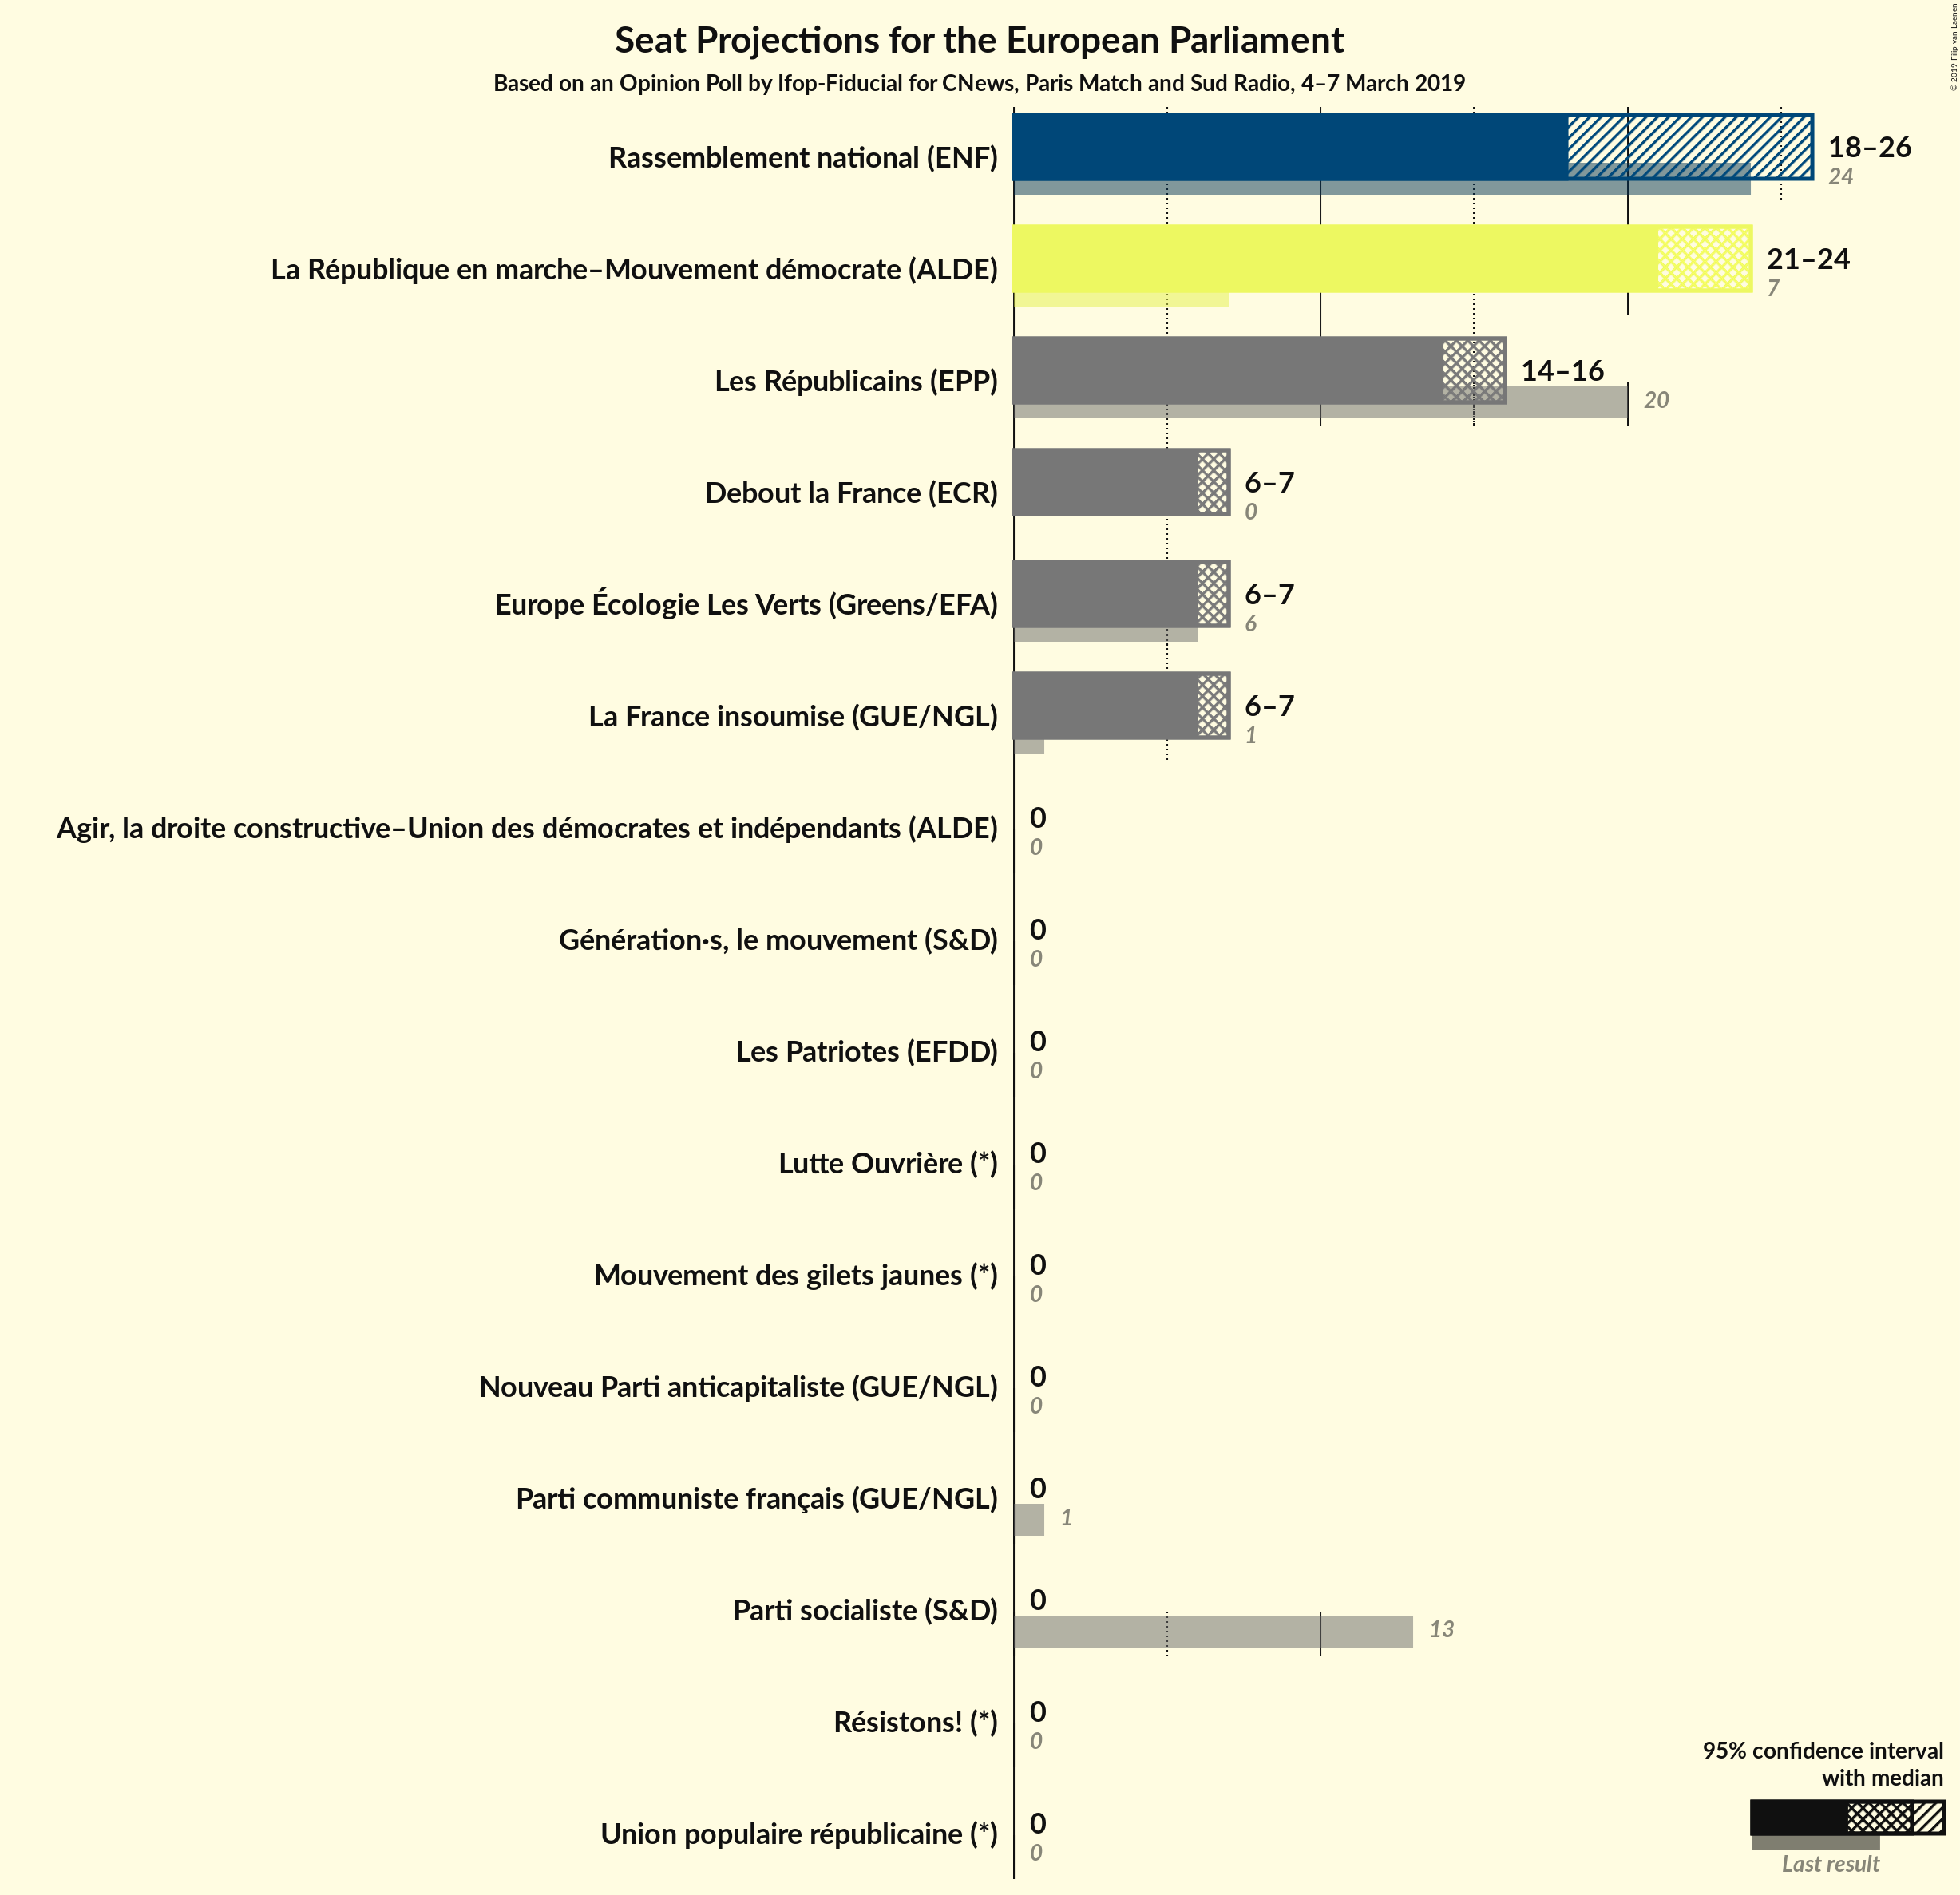 Seat Projections for the European Parliament
Based on an Opinion Poll by Ifop-Fiducial for CNews, Paris Match and Sud Radio, 4–7 March 2019
© 2019 Filip van Laenen
Rassemblement national (ENF)
18–26
24
La République en marche–Mouvement démocrate (ALDE)
21–24
7
Les Républicains (EPP)
14–16
20
Debout la France (ECR)
6–7
0
Europe Écologie Les Verts (Greens/EFA)
6–7
6
La France insoumise (GUE/NGL)
6–7
1
Agir, la droite constructive–Union des démocrates et indépendants (ALDE)
0
0
Génération·s, le mouvement (S&D)
0
0
Les Patriotes (EFDD)
0
0
Lutte Ouvrière (*)
0
0
Mouvement des gilets jaunes (*)
0
0
Nouveau Parti anticapitaliste (GUE/NGL)
0
0
Parti communiste français (GUE/NGL)
0
1
Parti socialiste (S&D)
0
13
Résistons! (*)
0
0
Union populaire républicaine (*)
0
0
95% confidence interval
with median
Last result